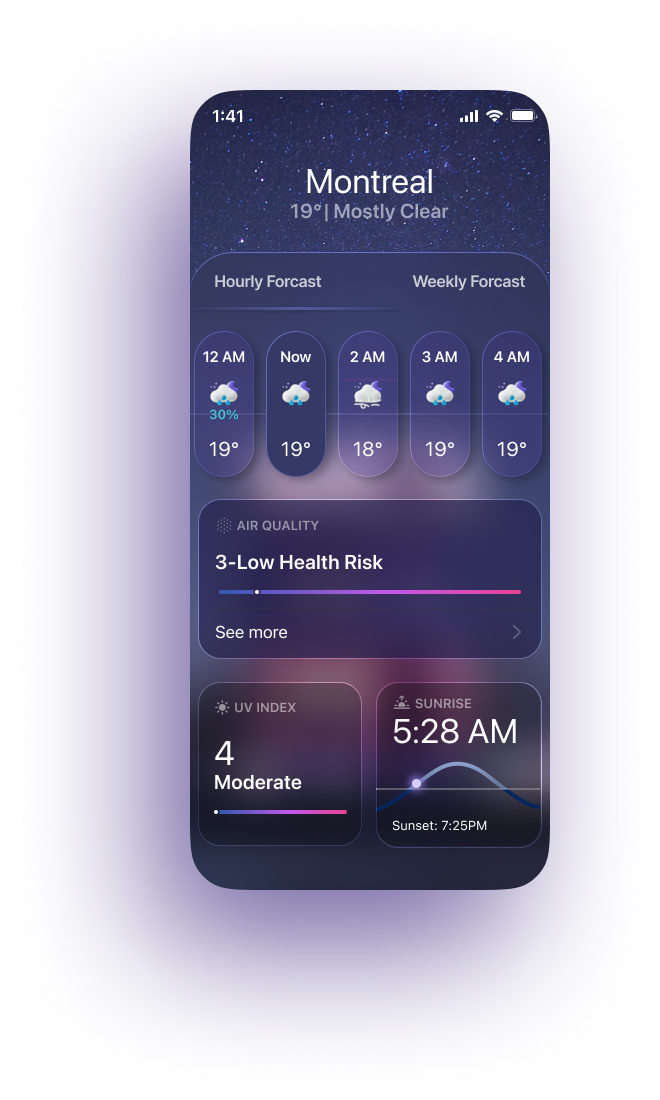 1:41
Montreal
19° | Mostly Clear
Hourly Forcast Weekly Forcast
12 AM Now 2 AM 3 AM 4 AM
30%
19° 19° 18° 19° 19°
AIR QUALITY
3-Low Health Risk
See more
UV INDEX
4
Moderate
SUNRISE
5:28 AM
Sunset: 7:25PM